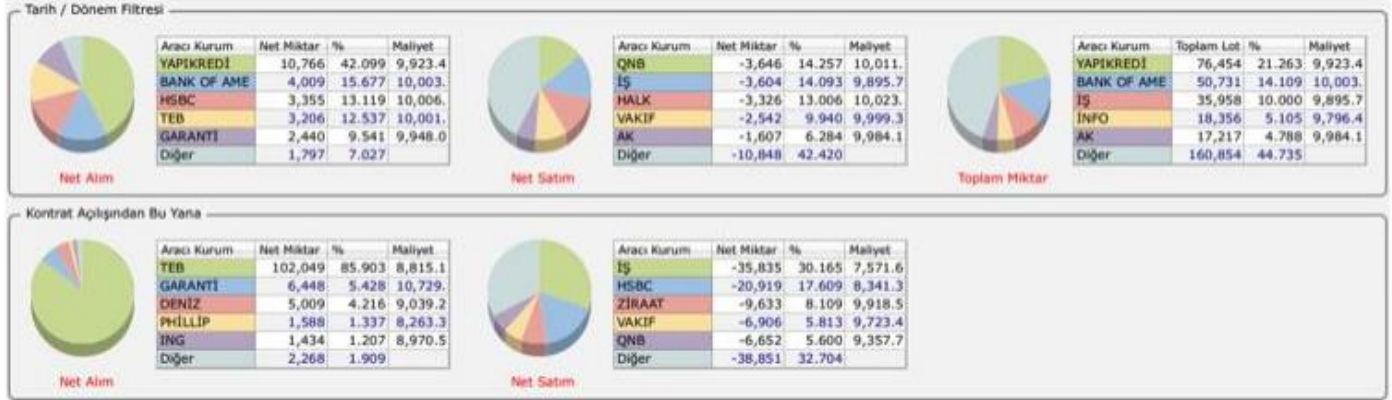 Tarih / Dönem Filtresi
Aracı Kurum Net Miktar % Maliyet
YAPIKREDİ 10,766 42.099 9,923.4
BANK OF AME 4,009 15.677 10,003.
HSBC 3,355 13.119 10,006.
TEB 3,206 12.537 10,001.
GARANTİ 2,440 9.541 9,948.0
Diğer 1,797 7.027
Net Alım
Aracı Kurum Net Miktar % Maliyet
QNB -3,646 14.257 10,011.
İŞ -3,604 14.093 9,895.7
HALK -3,326 13.006 10,023.
VAKIF -2,542 9.940 9,999.3
AK -1,607 6.284 9,984.1
Diğer -10,848 42.420
Net Satım
Aracı Kurum Toplam Lot % Maliyet
YAPIKREDİ 76,454 21.263 9,923.4
BANK OF AME 50,731 14.109 10,003.
İŞ 35,958 10.000 9,895.7
İNFO 18,356 5.105 9,796.4
AK 17,217 4.788 9,984.1
Diğer 160,854 44.735
Toplam Miktar
Kontrat Açılışından Bu Yana
Aracı Kurum Net Miktar % Maliyet
TEB 102,049 85.903 8,815.1
GARANTİ 6,448 5.428 10,729.
DENİZ 5,009 4.216 9,039.2
PHİLLİP 1,588 1.337 8,263.3
ING 1,434 1.207 8,970.5
Diğer 2,268 1.909
Net Alım
Aracı Kurum Net Miktar % Maliyet
İŞ -35,835 30.165 7,571.6
HSBC -20,919 17.609 8,341.3
ZİRAAT -9,633 8.109 9,918.5
VAKIF -6,906 5.813 9,723.4
QNB -6,652 5.600 9,357.7
Diğer -38,851 32.704
Net Satım